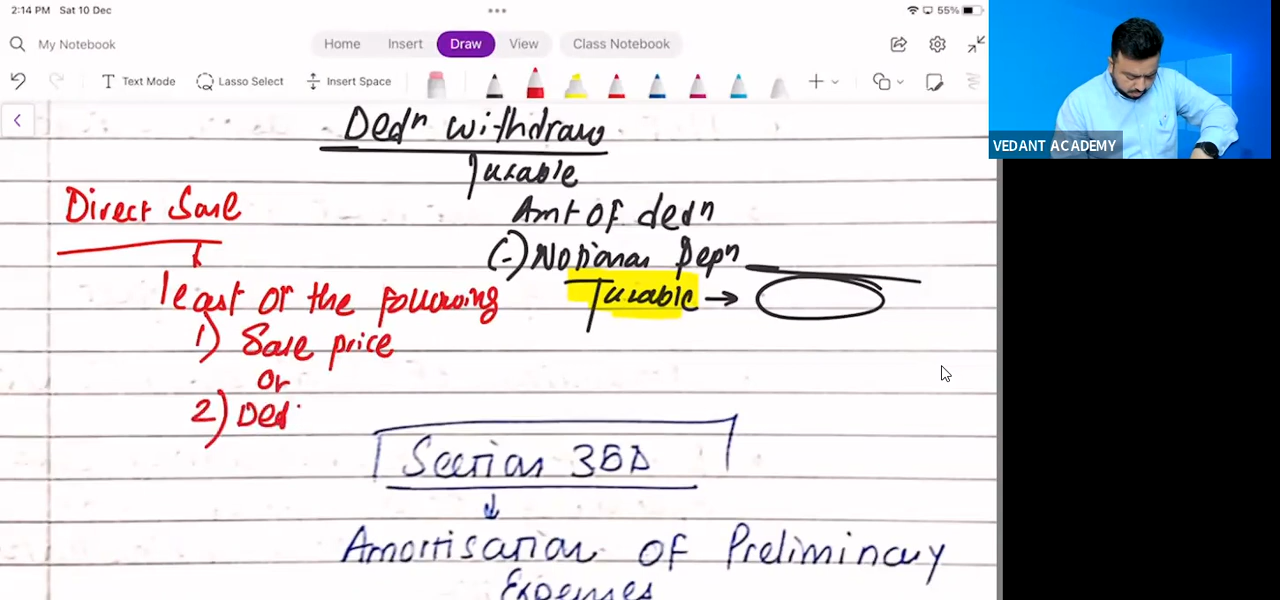 2:14 PM Sat 10 Dec
55%
My Notebook
Home Insert Draw View Class Notebook
Text Mode Lasso Select Insert Space
VEDANT ACADEMY
Dedn withdraw
Taxable
Direct Sale
Amt of dedn
(-) Notional Depn
Taxable →
least of the following
1) Sale price
Or
2) Ded
Section 35D
Amortisation of Preliminary
Expenses